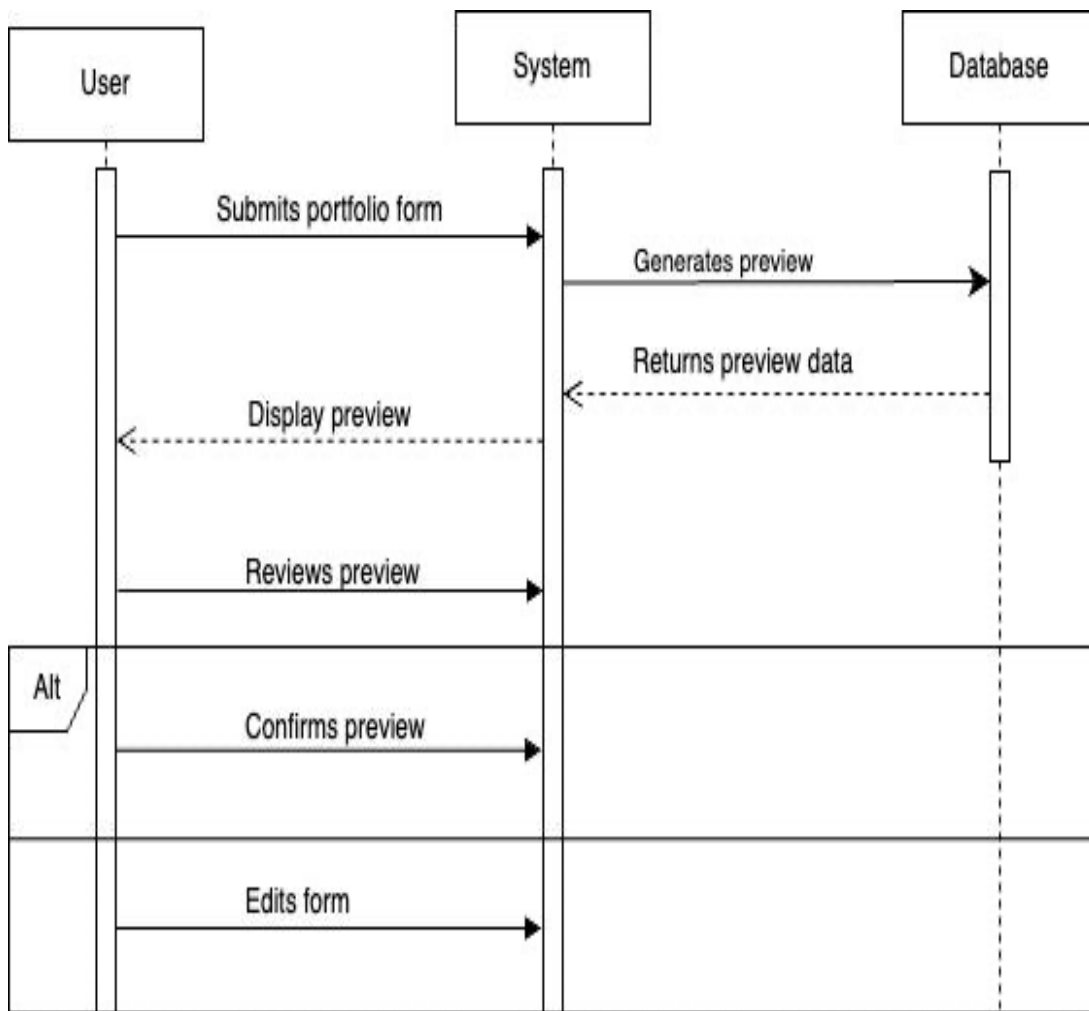 User
System
Database
Submits portfolio form
Generates preview
Returns preview data
Display preview
Reviews preview
Alt
Confirms preview
Edits form